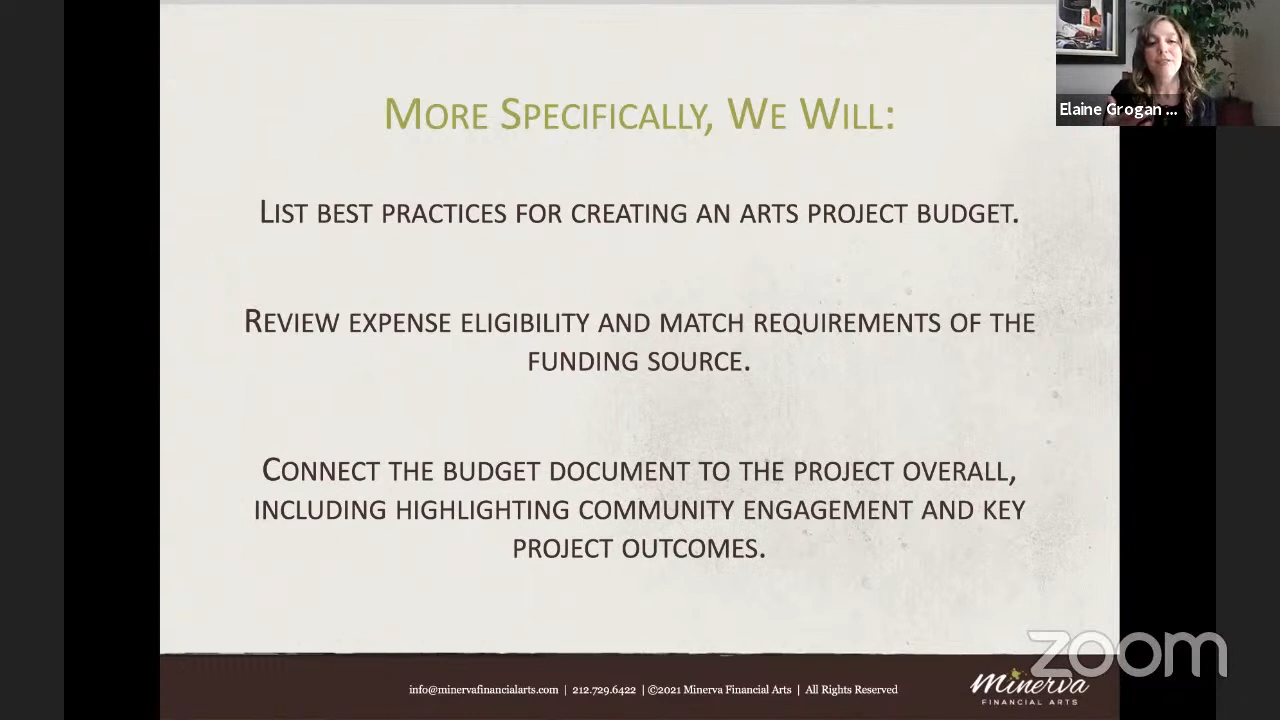 More Specifically, We Will:
List best practices for creating an arts project budget.
Review expense eligibility and match requirements of the
funding source.
Connect the budget document to the project overall,
including highlighting community engagement and key
project outcomes.
Elaine Grogan ...
info@minervafinancialarts.com | 212.729.6422 | ©2021 Minerva Financial Arts | All Rights Reserved
Minerva
FINANCIAL ARTS
zoom